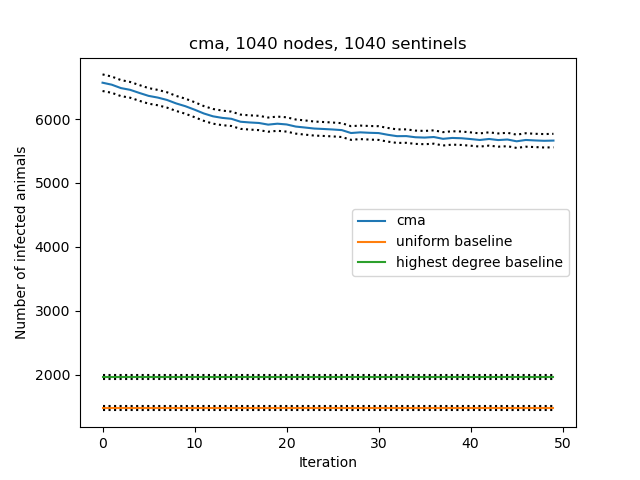 cma, 1040 nodes, 1040 sentinels
Number of infected animals
6000
5000
4000
3000
2000
cma
uniform baseline
highest degree baseline
0 10 20 30 40 50
Iteration